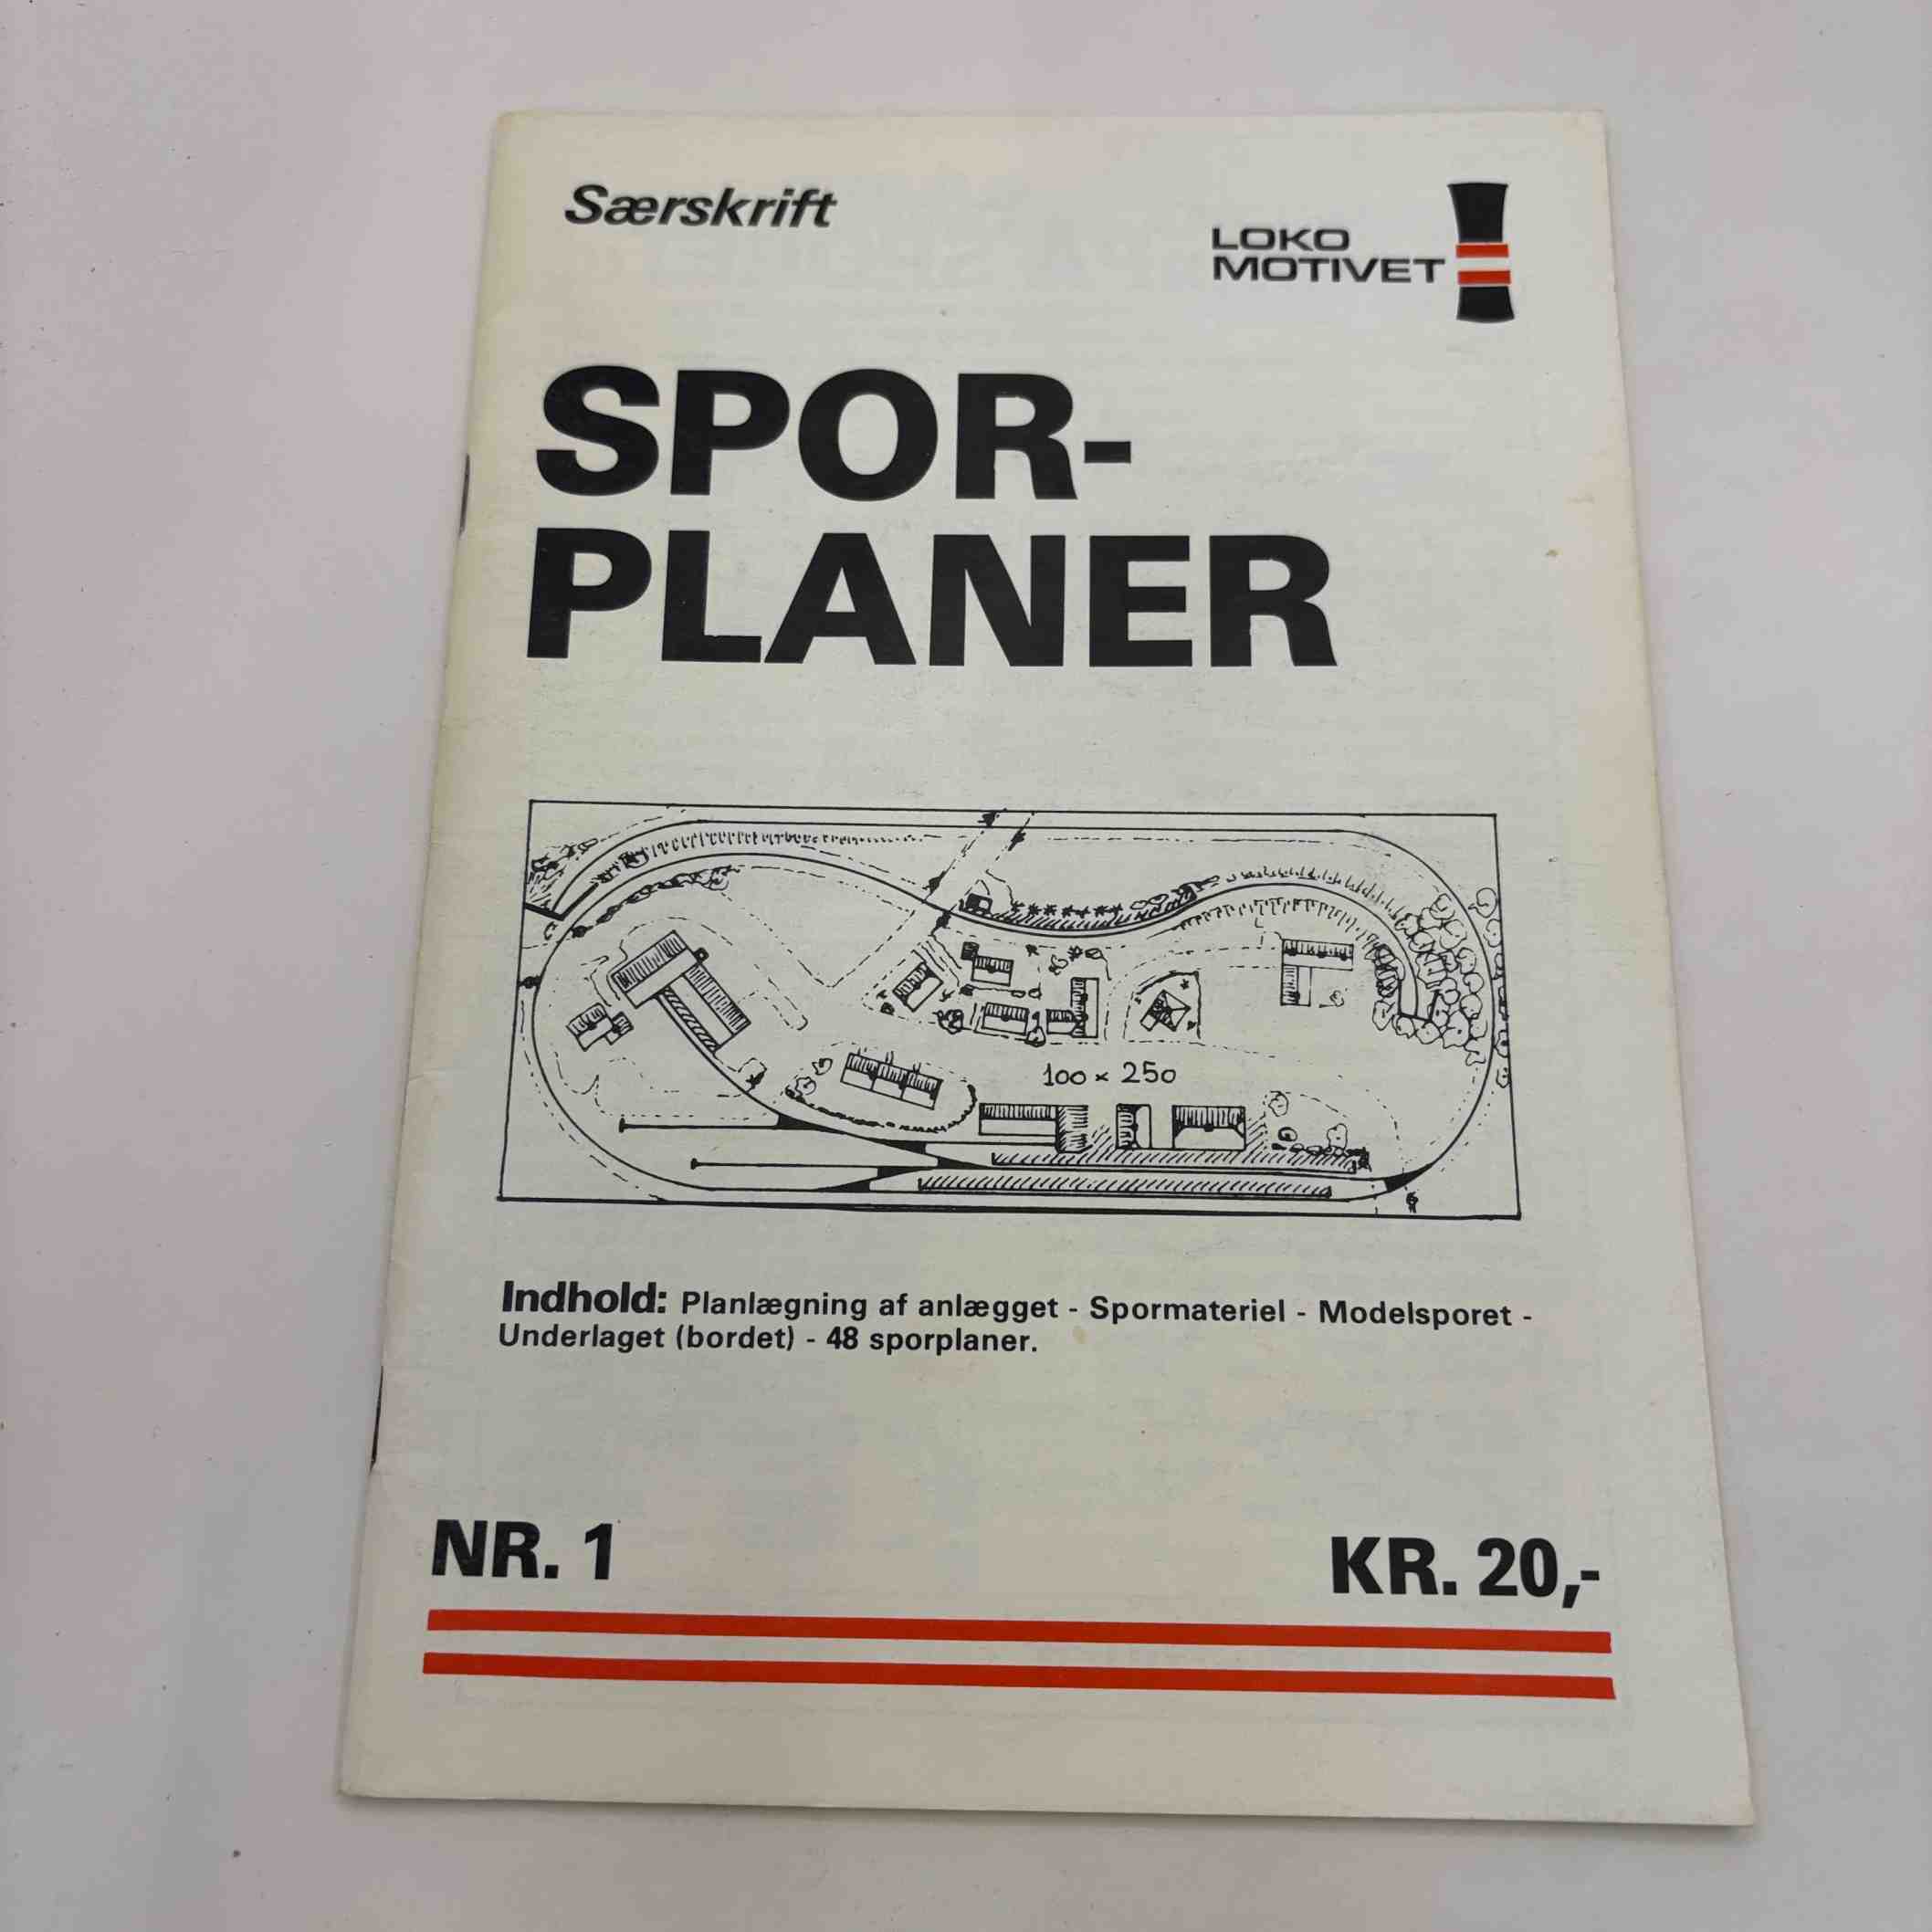 Særskrift
LOKO
MOTIVET
SPOR-
PLANER
100 x 250
Indhold: Planlægning af anlægget - Spormateriel - Modelsporet -
Underlaget (bordet) - 48 sporplaner.
NR. 1
KR. 20,-